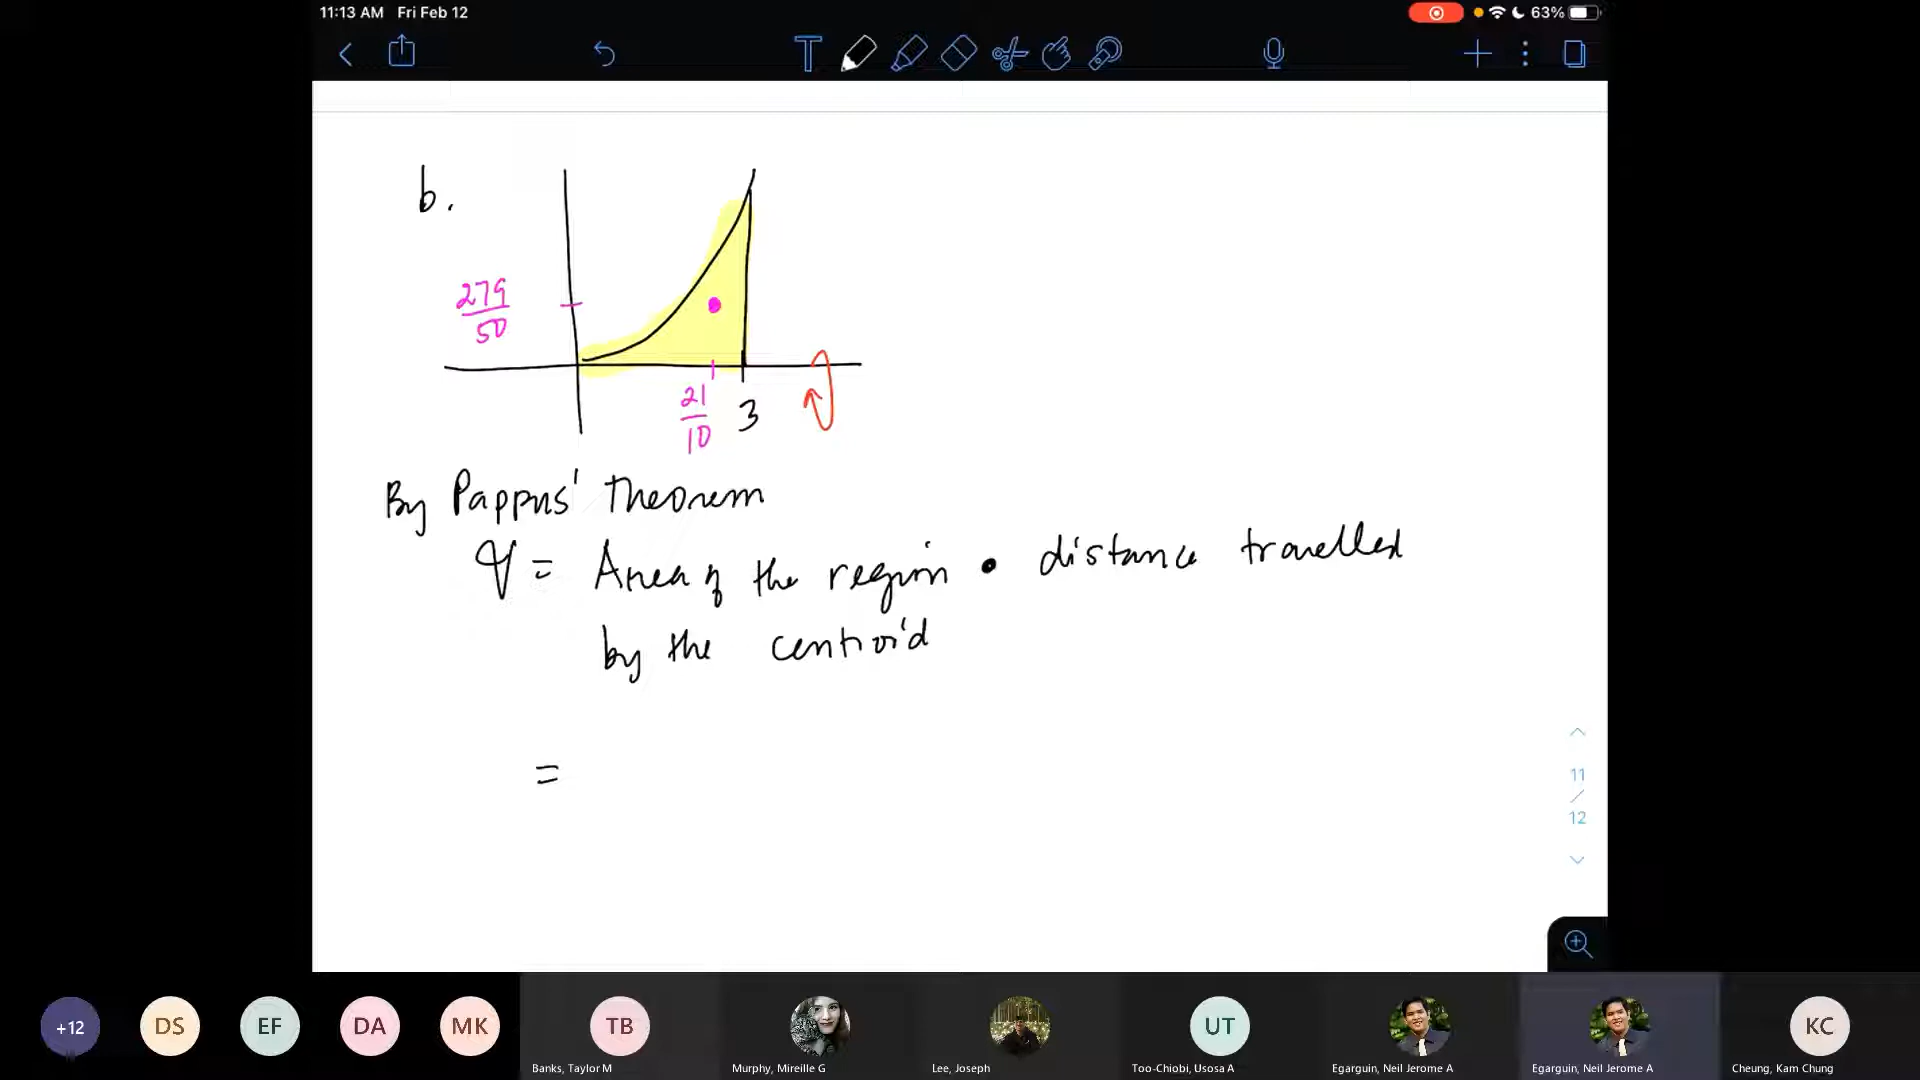 11:13 AM Fri Feb 12
63%
T
b.
279
50
21
10
3
By Pappus' Theorem
V = Area of the region • distance travelled
by the centroid
=
11
/
12
+12
DS
EF
DA
MK
TB
UT
KC
Banks, Taylor M
Murphy, Mireille G
Lee, Joseph
Too-Chiobi, Usosa A
Egarguin, Neil Jerome A
Egarguin, Neil Jerome A
Cheung, Kam Chung